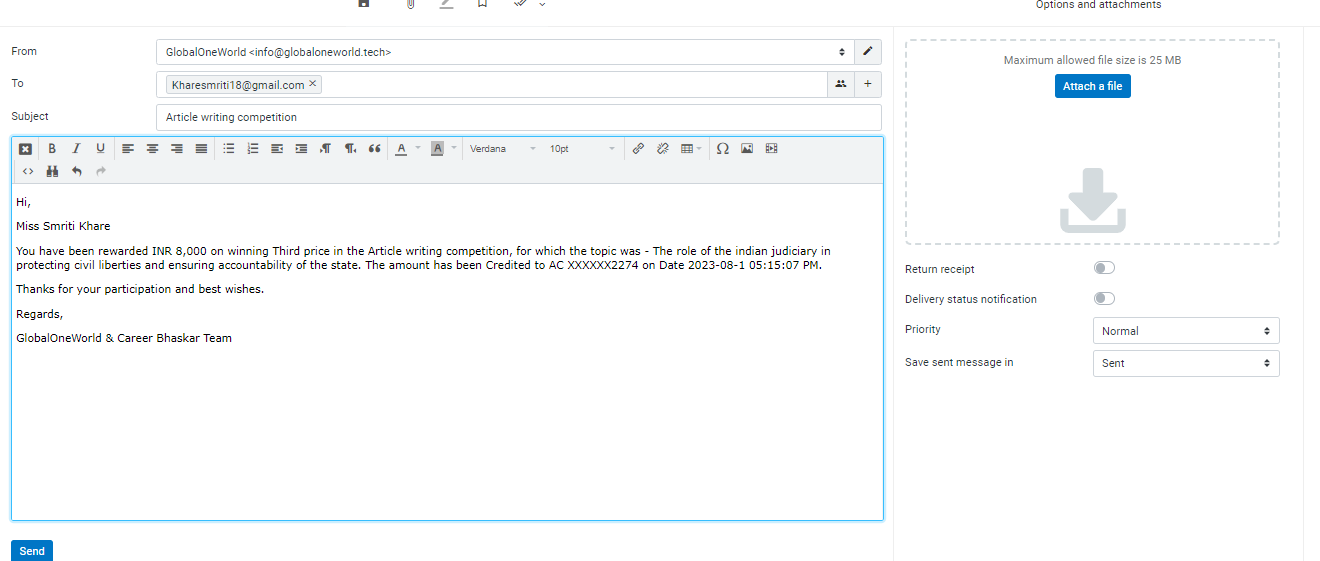 Options and attachments
From
GlobalOneWorld <info@globaloneworld.tech>
To
Kharesmriti18@gmail.com ×
Subject
Article writing competition
B I U A A Verdana 10pt Ω
Hi,
Miss Smriti Khare
You have been rewarded INR 8,000 on winning Third price in the Article writing competition, for which the topic was - The role of the indian judiciary in
protecting civil liberties and ensuring accountability of the state. The amount has been Credited to AC XXXXXX2274 on Date 2023-08-1 05:15:07 PM.
Thanks for your participation and best wishes.
Regards,
GlobalOneWorld & Career Bhaskar Team
Send
Maximum allowed file size is 25 MB
Attach a file
Return receipt
Delivery status notification
Priority
Normal
Save sent message in
Sent